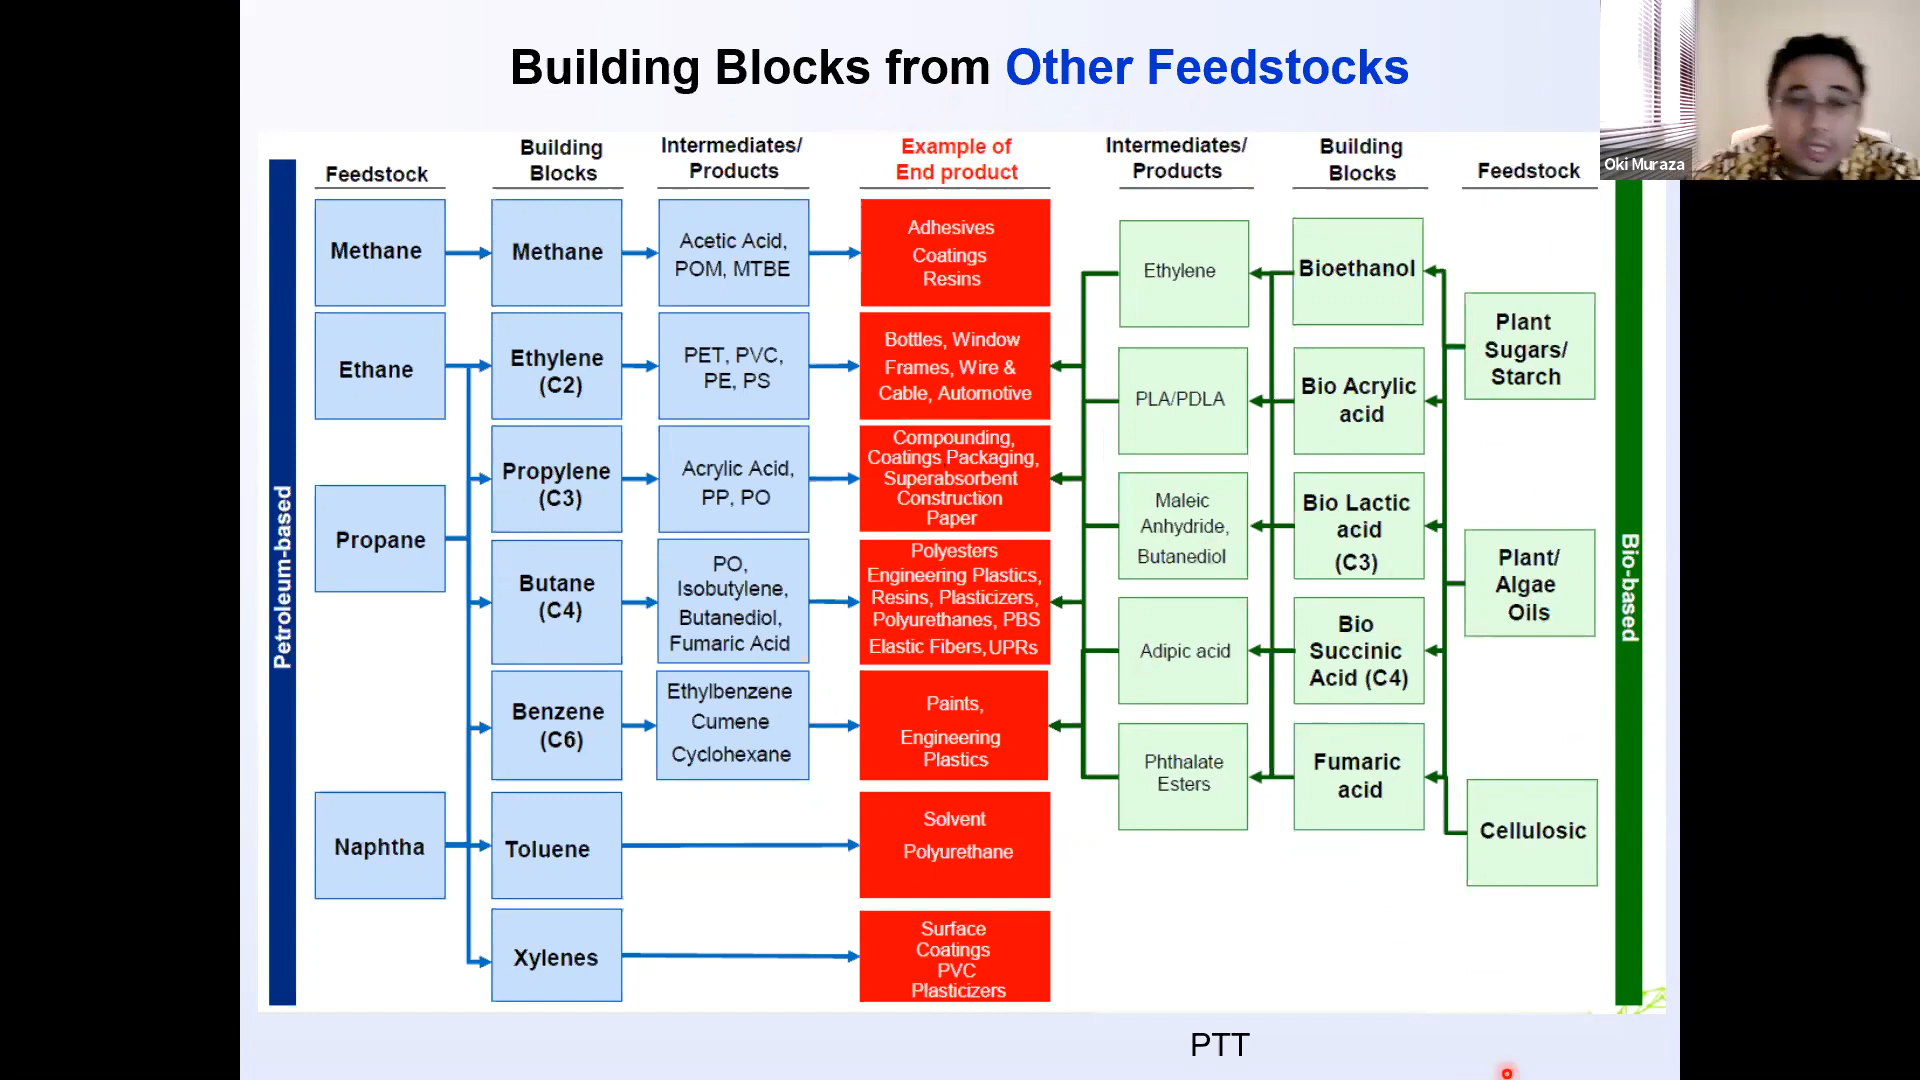 Building Blocks from Other Feedstocks
Oki Muraza
Petroleum-based
Feedstock
Methane
Ethane
Propane
Naphtha
Building
Blocks
Methane
Ethylene
(C2)
Propylene
(C3)
Butane
(C4)
Benzene
(C6)
Toluene
Xylenes
Intermediates/
Products
Acetic Acid,
POM, MTBE
PET, PVC,
PE, PS
Acrylic Acid,
PP, PO
PO,
Isobutylene,
Butanediol,
Fumaric Acid
Ethylbenzene
Cumene
Cyclohexane
Example of
End product
Adhesives
Coatings
Resins
Bottles, Window
Frames, Wire &
Cable, Automotive
Compounding,
Coatings Packaging,
Superabsorbent
Construction
Paper
Polyesters
Engineering Plastics,
Resins, Plasticizers,
Polyurethanes, PBS
Elastic Fibers, UPRs
Paints,
Engineering
Plastics
Solvent
Polyurethane
Surface
Coatings
PVC
Plasticizers
Intermediates/
Products
Ethylene
PLA/PDLA
Maleic
Anhydride,
Butanediol
Adipic acid
Phthalate
Esters
Building
Blocks
Bioethanol
Bio Acrylic
acid
Bio Lactic
acid
(C3)
Bio
Succinic
Acid (C4)
Fumaric
acid
Feedstock
Plant
Sugars/
Starch
Plant/
Algae
Oils
Cellulosic
Bio-based
PTT